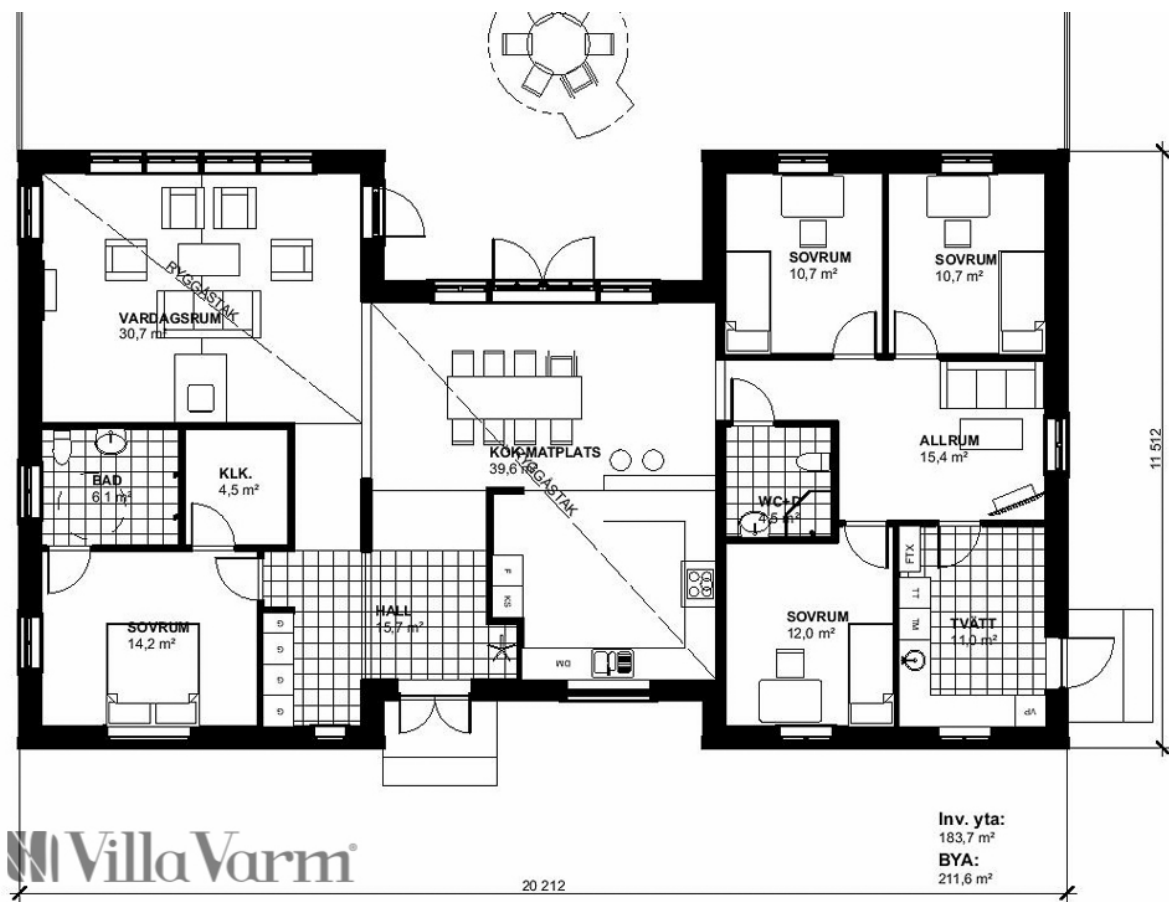 BYGGÅSTAK
VARDAGSRUM
30,7 m²
SOVRUM
10,7 m²
SOVRUM
10,7 m²
KÖK-MATPLATS
39,6 m²
BYGGÅSTAK
ALLRUM
15,4 m²
BAD
6,1 m²
KLK.
4,5 m²
WC+D
4,5 m²
SOVRUM
14,2 m²
HALL
15,7 m²
G
G
G
G
F
KS
DM
SOVRUM
12,0 m²
FTX
TT
TM
TVÄTT
11,0 m²
VP
11 512
Inv. yta:
183,7 m²
BYA:
211,6 m²
Villa Varm®
20 212